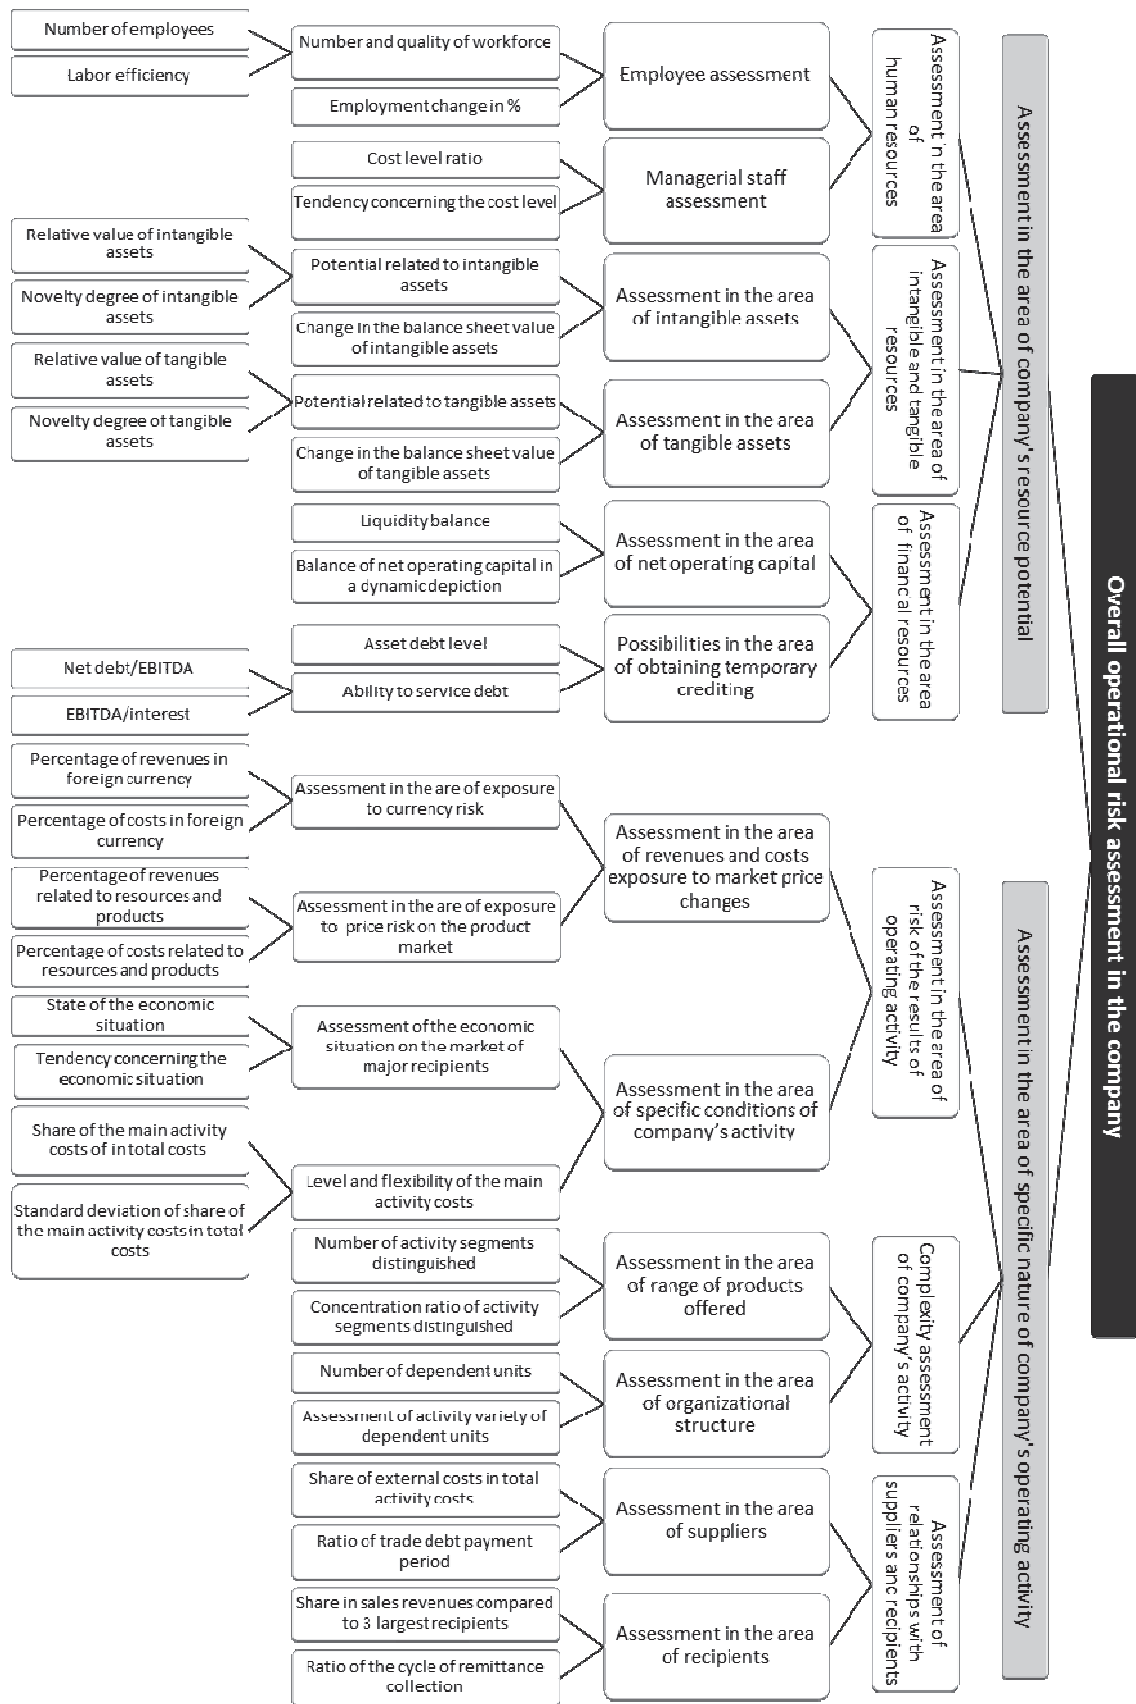 Number of employees
Labor efficiency
Relative value of intangible
assets
Novelty degree of intangible
assets
Relative value of tangible
assets
Novelty degree of tangible
assets
Net debt/EBITDA
EBITDA/interest
Percentage of revenues in
foreign currency
Percentage of costs in foreign
currency
Percentage of revenues
related to resources and
products
Percentage of costs related to
resources and products
State of the economic
situation
Tendency concerning the
economic situation
Share of the main activity
costs of in total costs
Standard deviation of share of
the main activity costs in total
costs
Number and quality of workforce
Employment change in %
Cost level ratio
Tendency concerning the cost level
Potential related to intangible
assets
Change in the balance sheet value
of intangible assets
Potential related to tangible assets
Change in the balance sheet value
of tangible assets
Liquidity balance
Balance of net operating capital in
a dynamic depiction
Asset debt level
Ability to service debt
Assessment in the are of exposure
to currency risk
Assessment in the are of exposure
to price risk on the product
market
Assessment of the economic
situation on the market of
major recipients
Level and flexibility of the main
activity costs
Number of activity segments
distinguished
Concentration ratio of activity
segments distinguished
Number of dependent units
Assessment of activity variety of
dependent units
Share of external costs in total
activity costs
Ratio of trade debt payment
period
Share in sales revenues compared
to 3 largest recipients
Ratio of the cycle of remittance
collection
Employee assessment
Managerial staff
assessment
Assessment in the area
of intangible assets
Assessment in the area
of tangible assets
Assessment in the area
of net operating capital
Possibilities in the area
of obtaining temporary
crediting
Assessment in the area
of revenues and costs
exposure to market price
changes
Assessment in the area
of specific conditions of
company's activity
Assessment in the area
of range of products
offered
Assessment in the area
of organizational
structure
Assessment in the area
of suppliers
Assessment in the area
of recipients
Assessment in the area
of
human resources
Assessment in the area of
intangible and tangible
resources
Assessment in the area
of financial resources
Assessment in the area of
risk of the results of
operating activity
Complexity assessment
of company's activity
Assessment of
relationships with
suppliers and recipients
Assessment in the area of company's resource potential
Assessment in the area of specific nature of company's operating activity
Overall operational risk assessment in the company